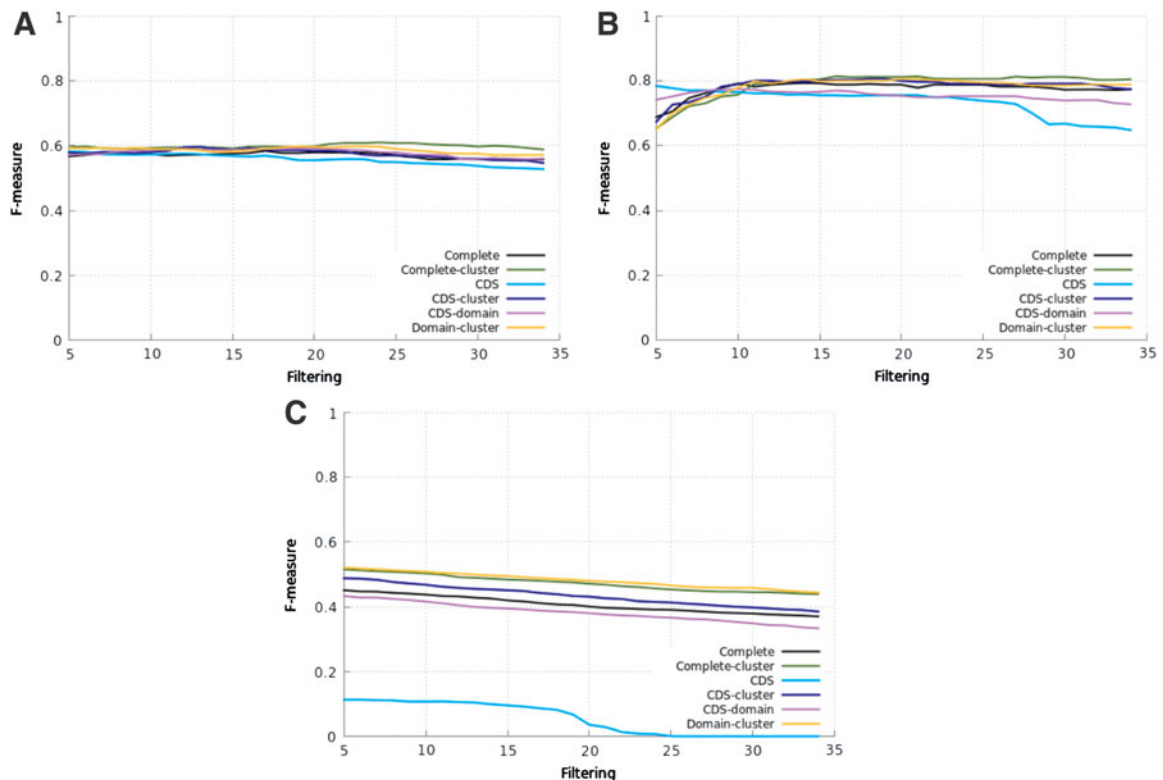 A
1
0.8
0.6
0.4
0.2
0
F-measure
5 10 15 20 25 30 35
Filtering
Complete
Complete-cluster
CDS
CDS-cluster
CDS-domain
Domain-cluster
B
1
0.8
0.6
0.4
0.2
0
F-measure
5 10 15 20 25 30 35
Filtering
Complete
Complete-cluster
CDS
CDS-cluster
CDS-domain
Domain-cluster
C
1
0.8
0.6
0.4
0.2
0
F-measure
5 10 15 20 25 30 35
Filtering
Complete
Complete-cluster
CDS
CDS-cluster
CDS-domain
Domain-cluster